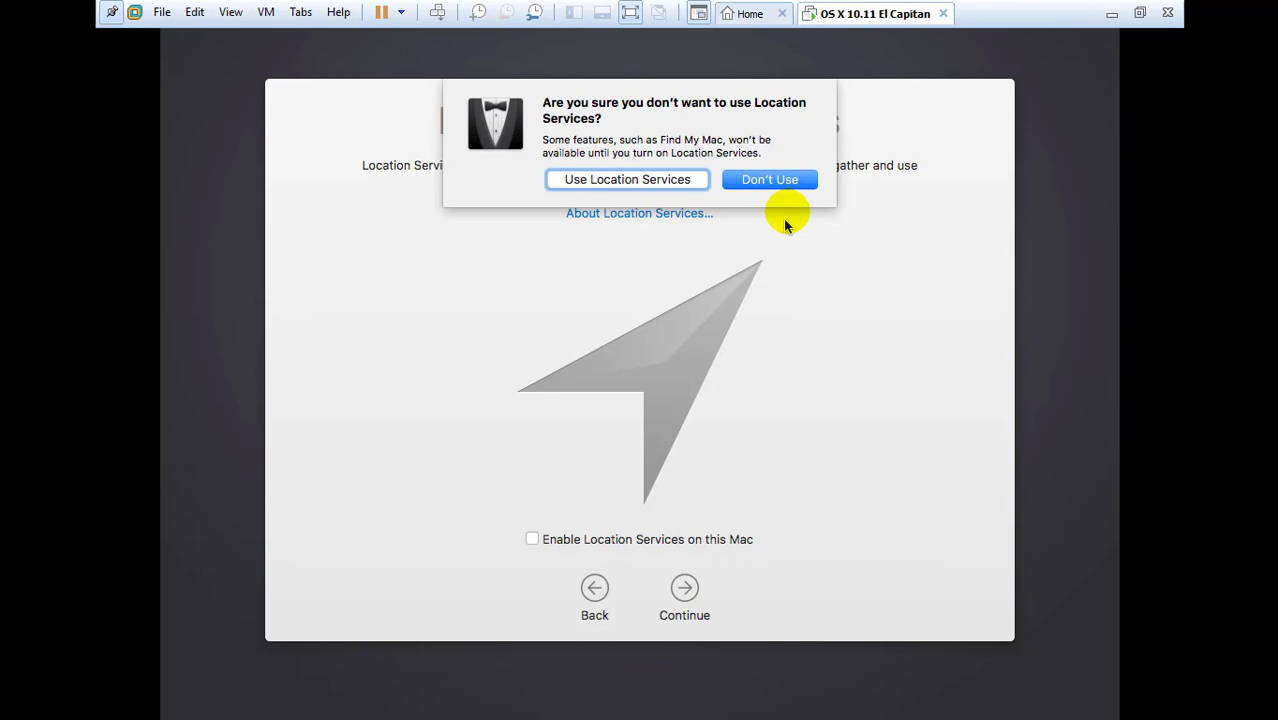 File Edit View VM Tabs Help Home OS X 10.11 El Capitan
Are you sure you don't want to use Location
Services?
Some features, such as Find My Mac, won't be
available until you turn on Location Services.
Location Servi gather and use
Use Location Services Don't Use
About Location Services...
Enable Location Services on this Mac
Back Continue